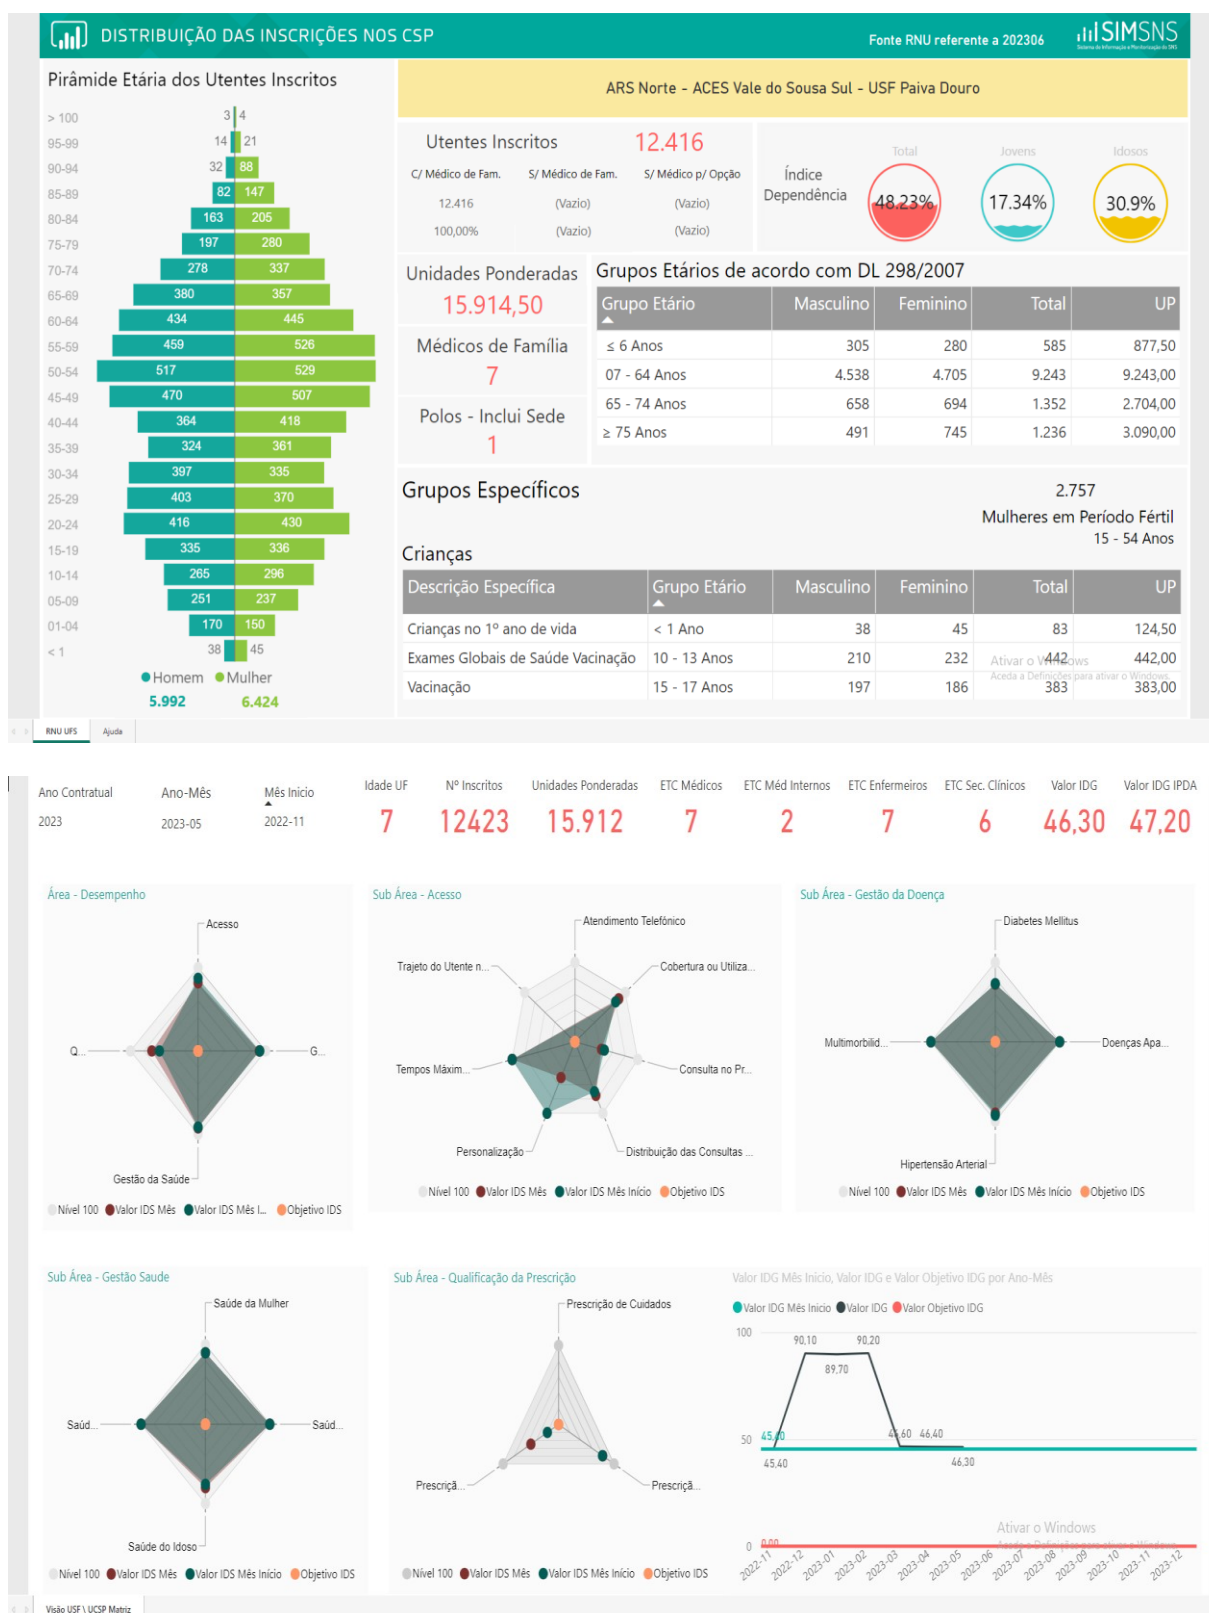 DISTRIBUIÇÃO DAS INSCRIÇÕES NOS CSP
Fonte RNU referente a 202306
SIMSNS
Pirâmide Etária dos Utentes Inscritos
> 100 3 4
95-99 14 21
90-94 32 88
85-89 82 147
80-84 163 205
75-79 197 280
70-74 278 337
65-69 380 357
60-64 434 445
55-59 459 526
50-54 517 529
45-49 470 507
40-44 364 418
35-39 324 361
30-34 397 335
25-29 403 370
20-24 416 430
15-19 335 336
10-14 265 296
05-09 251 237
01-04 170 150
< 1 38 45
Homem Mulher
5.992 6.424
ARS Norte - ACES Vale do Sousa Sul - USF Paiva Douro
Utentes Inscritos 12.416
C/ Médico de Fam. S/ Médico de Fam. S/ Médico p/ Opção
12.416 (Vazio) (Vazio)
100,00% (Vazio) (Vazio)
Índice Dependência
Total Jovens Idosos
48.23% 17.34% 30.9%
Unidades Ponderadas
15.914,50
Médicos de Família
7
Polos - Inclui Sede
1
Grupos Etários de acordo com DL 298/2007
Grupo Etário Masculino Feminino Total UP
≤ 6 Anos 305 280 585 877,50
07 - 64 Anos 4.538 4.705 9.243 9.243,00
65 - 74 Anos 658 694 1.352 2.704,00
≥ 75 Anos 491 745 1.236 3.090,00
Grupos Específicos
2.757
Mulheres em Período Fértil
15 - 54 Anos
Crianças
Descrição Específica Grupo Etário Masculino Feminino Total UP
Crianças no 1º ano de vida < 1 Ano 38 45 83 124,50
Exames Globais de Saúde Vacinação 10 - 13 Anos 210 232 442 442,00
Vacinação 15 - 17 Anos 197 186 383 383,00
Ativar o Windows
Aceda a Definições para ativar o Windows.
RNU UFS Ajuda
Ano Contratual Ano-Mês Mês Inicio Idade UF Nº Inscritos Unidades Ponderadas ETC Médicos ETC Méd Internos ETC Enfermeiros ETC Sec. Clínicos Valor IDG Valor IDG IPDA
2023 2023-05 2022-11 7 12423 15.912 7 2 7 6 46,30 47,20
Área - Desempenho
Acesso
Q...
G...
Gestão da Saúde
Nível 100 Valor IDS Mês Valor IDS Mês I... Objetivo IDS
Sub Área - Acesso
Atendimento Telefónico
Trajeto do Utente n...
Cobertura ou Utiliza...
Tempos Máxim...
Consulta no Pr...
Personalização
Distribuição das Consultas ...
Nível 100 Valor IDS Mês Valor IDS Mês Início Objetivo IDS
Sub Área - Gestão da Doença
Diabetes Mellitus
Multimorbilid...
Doenças Apa...
Hipertensão Arterial
Nível 100 Valor IDS Mês Valor IDS Mês Início Objetivo IDS
Sub Área - Gestão Saude
Saúde da Mulher
Saúd...
Saúd...
Saúde do Idoso
Nível 100 Valor IDS Mês Valor IDS Mês Início Objetivo IDS
Sub Área - Qualificação da Prescrição
Prescrição de Cuidados
Prescriçã...
Prescriçã...
Nível 100 Valor IDS Mês Valor IDS Mês Início Objetivo IDS
Valor IDG Mês Inicio, Valor IDG e Valor Objetivo IDG por Ano-Mês
Valor IDG Mês Inicio Valor IDG Valor Objetivo IDG
100
90,10 90,20
89,70
50
45,40 46,60 46,40
45,40 46,30
0 0,00
Ativar o Windows
Aceda a Definições para ativar o Windows.
2022-11 2022-12 2023-01 2023-02 2023-03 2023-04 2023-05 2023-06 2023-07 2023-08 2023-09 2023-10 2023-11 2023-12
Visão USF \ UCSP Matriz